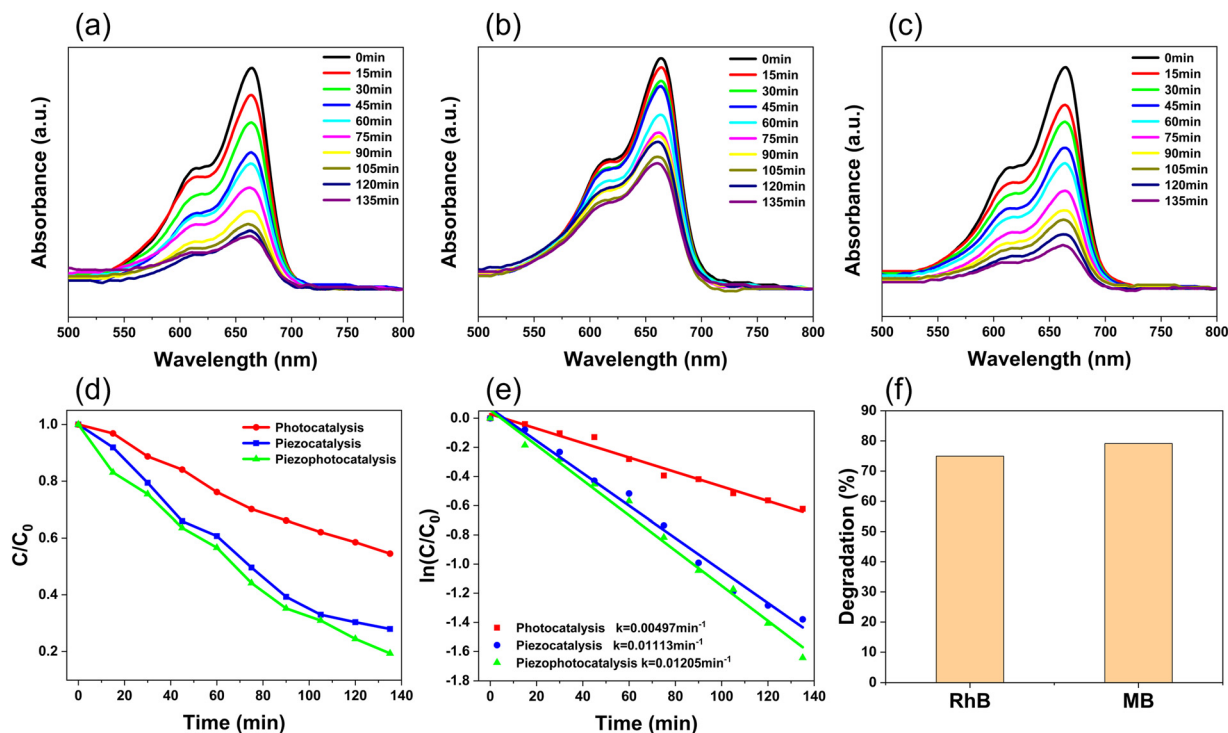 (a)
0min
15min
30min
45min
60min
75min
90min
105min
120min
135min
Absorbance (a.u.)
500 550 600 650 700 750 800
Wavelength (nm)
(b)
0min
15min
30min
45min
60min
75min
90min
105min
120min
135min
Absorbance (a.u.)
500 550 600 650 700 750 800
Wavelength (nm)
(c)
0min
15min
30min
45min
60min
75min
90min
105min
120min
135min
Absorbance (a.u.)
500 550 600 650 700 750 800
Wavelength (nm)
(d)
Photocatalysis
Piezocatalysis
Piezophotocatalysis
C/C₀
1.0
0.8
0.6
0.4
0.2
0 20 40 60 80 100 120 140
Time (min)
(e)
ln(C/C₀)
0.0
-0.2
-0.4
-0.6
-0.8
-1.0
-1.2
-1.4
-1.6
-1.8
Photocatalysis k=0.00497min⁻¹
Piezocatalysis k=0.01113min⁻¹
Piezophotocatalysis k=0.01205min⁻¹
0 20 40 60 80 100 120 140
Time (min)
(f)
Degradation (%)
90
80
70
60
50
40
30
20
10
0
RhB MB